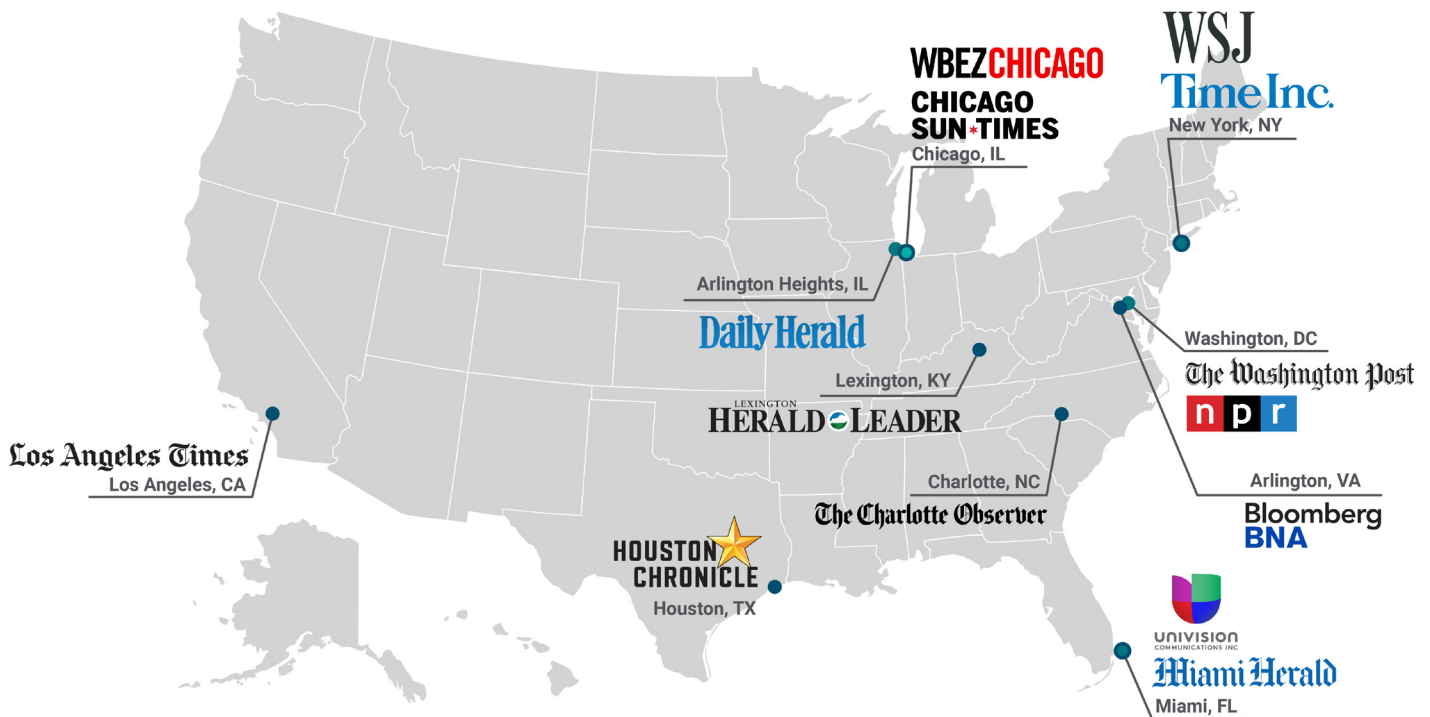 WSJ
Time Inc.
New York, NY
WBEZCHICAGO
CHICAGO
SUN★TIMES
Chicago, IL
Arlington Heights, IL
Daily Herald
Washington, DC
The Washington Post
npr
Lexington, KY
LEXINGTON
HERALD LEADER
Los Angeles Times
Los Angeles, CA
Charlotte, NC
The Charlotte Observer
Arlington, VA
Bloomberg
BNA
HOUSTON
CHRONICLE
Houston, TX
UNIVISION
COMMUNICATIONS INC
Miami Herald
Miami, FL